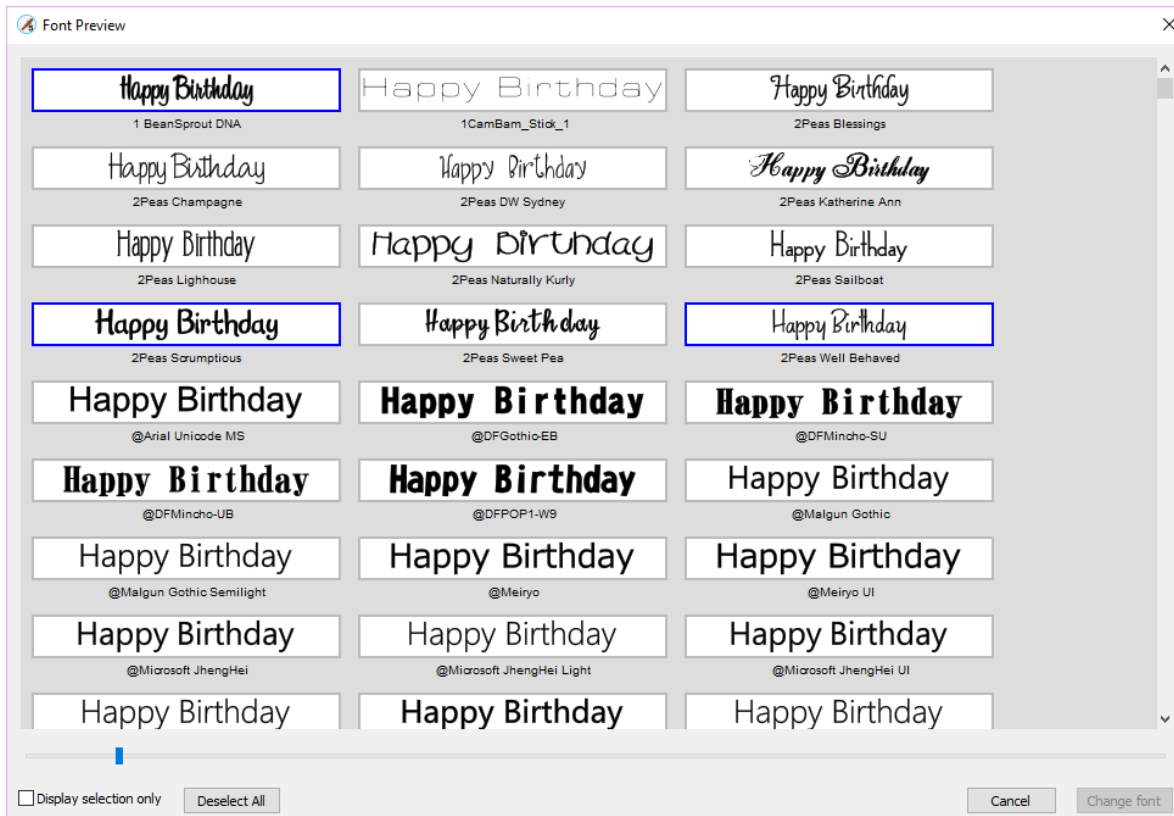 Font Preview
Happy Birthday Happy Birthday Happy Birthday
1 BeanSprout DNA 1CamBam_Stick_1 2Peas Blessings
Happy Birthday Happy Birthday Happy Birthday
2Peas Champagne 2Peas DW Sydney 2Peas Katherine Ann
Happy Birthday Happy Birthday Happy Birthday
2Peas Lighhouse 2Peas Naturally Kurly 2Peas Sailboat
Happy Birthday Happy Birthday Happy Birthday
2Peas Scrumptious 2Peas Sweet Pea 2Peas Well Behaved
Happy Birthday Happy Birthday Happy Birthday
@Arial Unicode MS @DFGothic-EB @DFMincho-SU
Happy Birthday Happy Birthday Happy Birthday
@DFMincho-UB @DFPOP1-W9 @Malgun Gothic
Happy Birthday Happy Birthday Happy Birthday
@Malgun Gothic Semilight @Meiryo @Meiryo UI
Happy Birthday Happy Birthday Happy Birthday
@Microsoft JhengHei @Microsoft JhengHei Light @Microsoft JhengHei UI
Happy Birthday Happy Birthday Happy Birthday
Display selection only Deselect All Cancel Change font